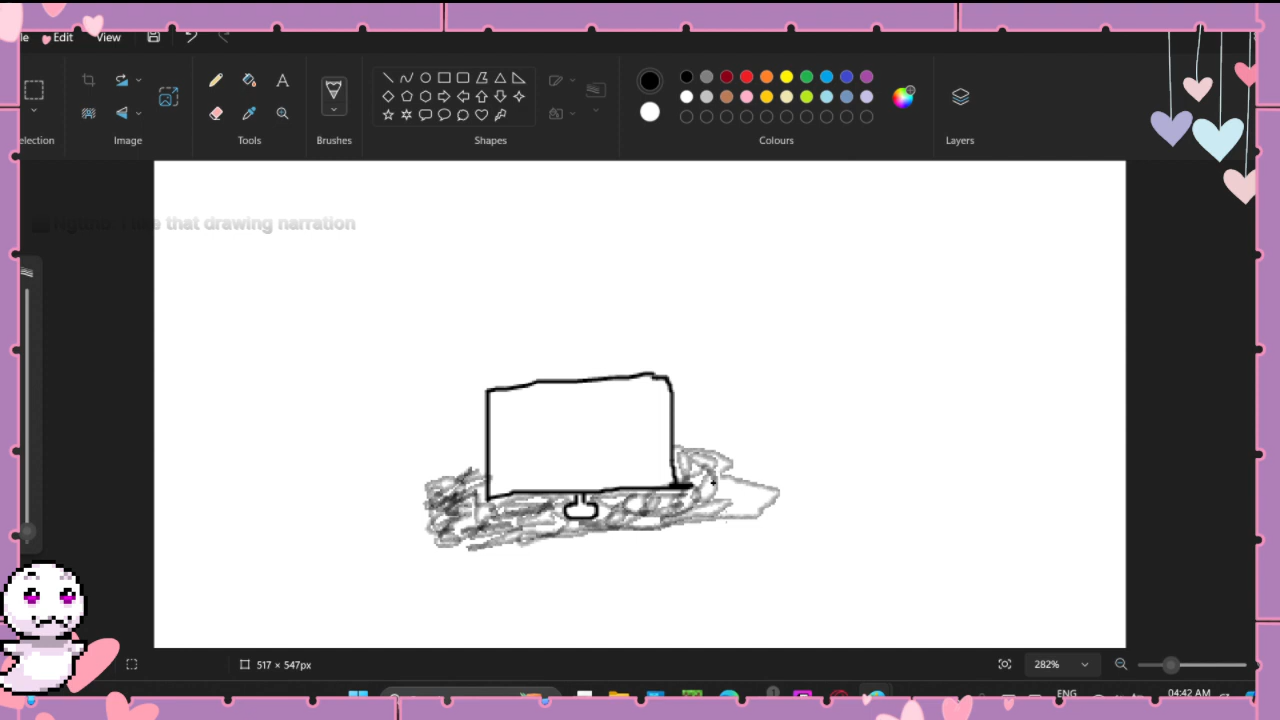 Edit View
election Image Tools Brushes Shapes Colours Layers
like that drawing narration
517 × 547px 282%
ENG 04:42 AM